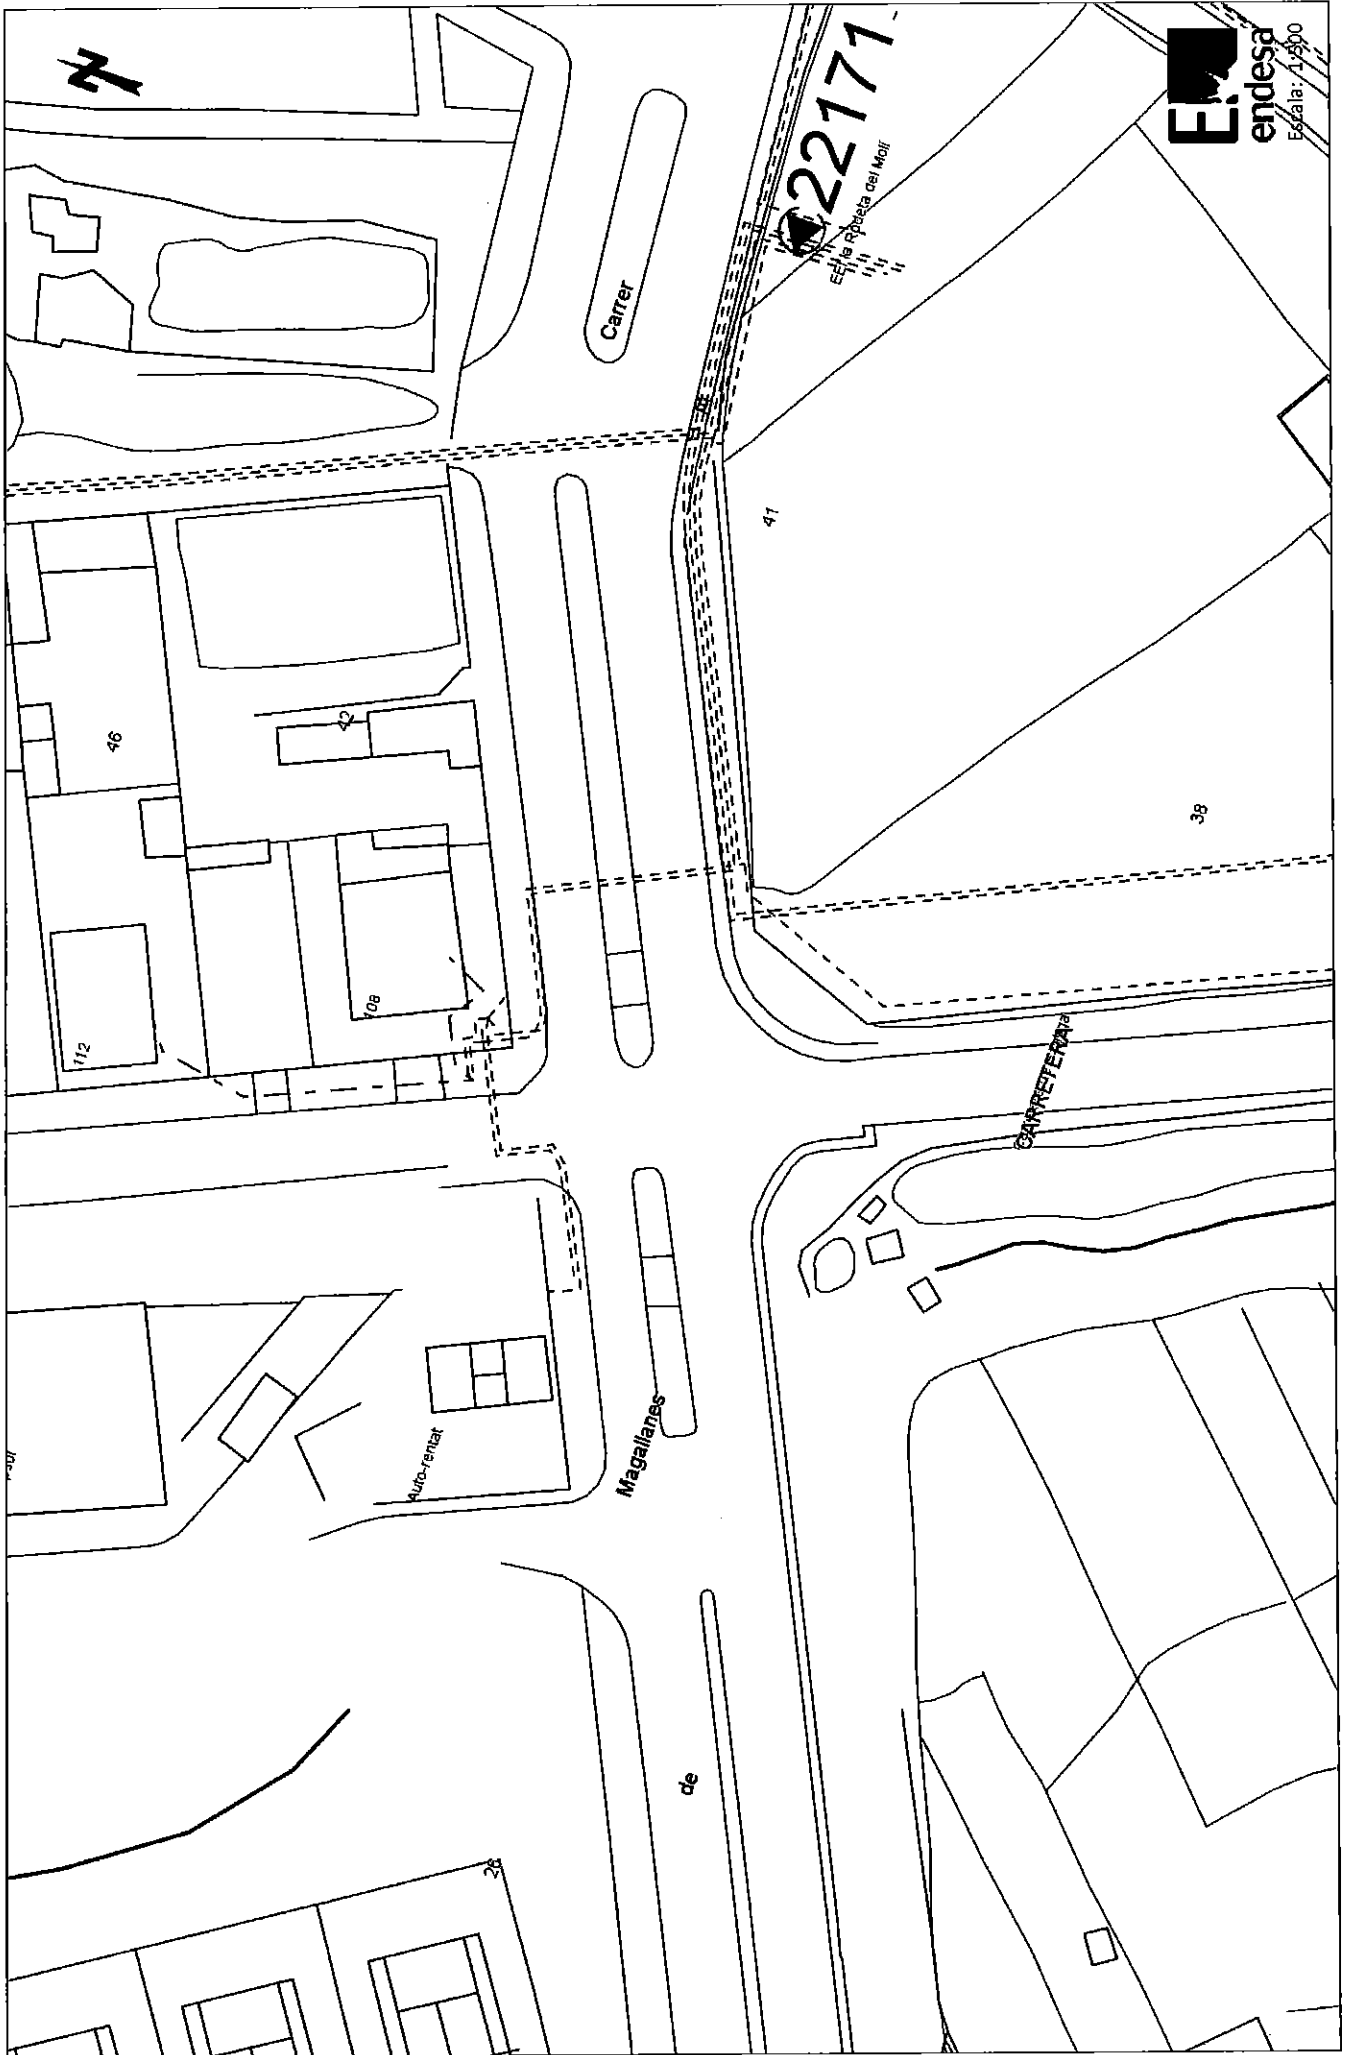 N
22171
EE la Rodeta del Molí
endesa
Escala: 1:500
Carrer
41
42
46
38
108
112
CARRETERA
Magallanes
Auto-rentat
de
26